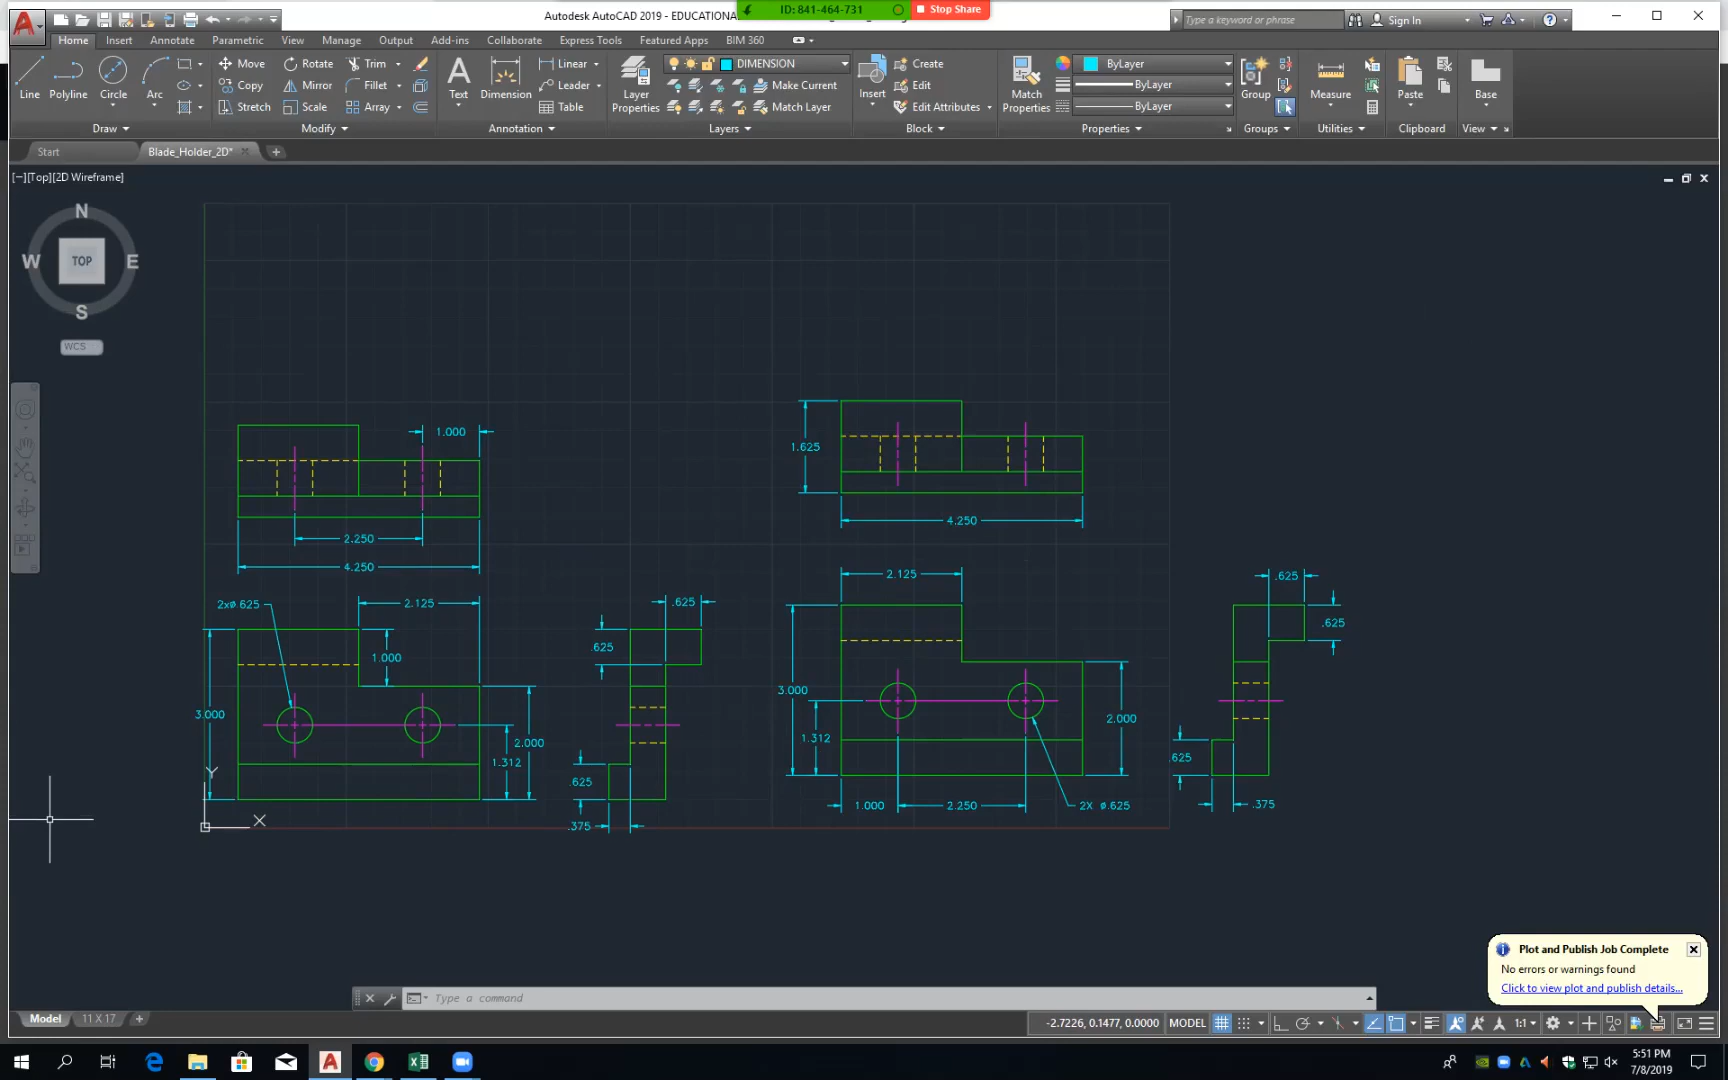 Autodesk AutoCAD 2019 - EDUCATIONA
ID: 841-464-731
Stop Share
Type a keyword or phrase
Sign In
Home Insert Annotate Parametric View Manage Output Add-ins Collaborate Express Tools Featured Apps BIM 360
Line Polyline Circle Arc
Move Rotate Trim
Copy Mirror Fillet
Stretch Scale Array
Text Dimension
Linear
Leader
Table
Layer Properties
DIMENSION
Make Current
Match Layer
Insert
Create
Edit
Edit Attributes
Match Properties
ByLayer
ByLayer
ByLayer
Group
Measure
Paste
Base
Draw Modify Annotation Layers Block Properties Groups Utilities Clipboard View
Start Blade_Holder_2D*
[−][Top][2D Wireframe]
N
W TOP E
S
WCS
1.000
2.250
4.250
2xø.625
2.125
1.000
3.000
2.000
1.312
.625
.625
.625
.375
1.625
4.250
2.125
3.000
1.312
2.000
1.000 2.250 2X ø.625
.625
.625
.625
.375
Y
X
Type a command
Plot and Publish Job Complete
No errors or warnings found
Click to view plot and publish details...
Model 11 X 17
-2.7226, 0.1477, 0.0000 MODEL 1:1
5:51 PM
7/8/2019